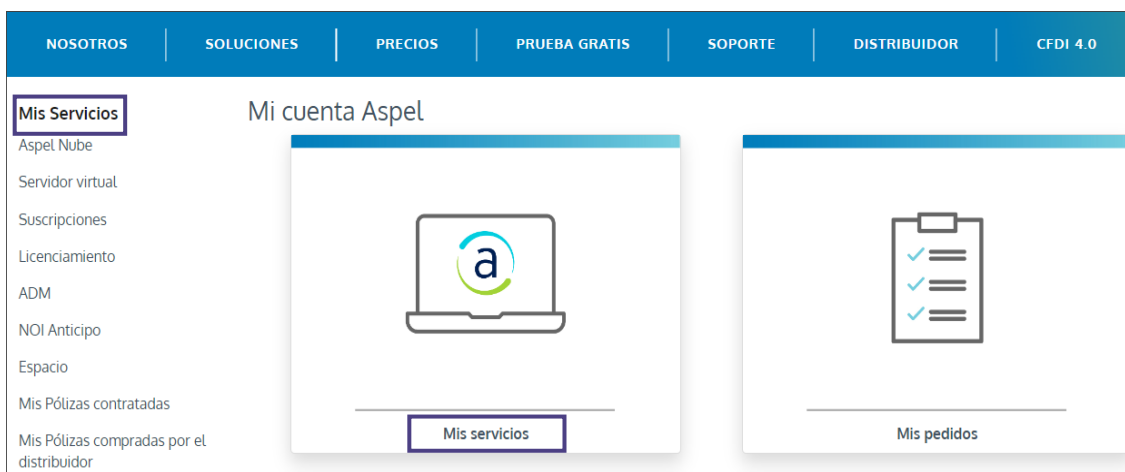 NOSOTROS SOLUCIONES PRECIOS PRUEBA GRATIS SOPORTE DISTRIBUIDOR CFDI 4.0
Mis Servicios
Aspel Nube
Servidor virtual
Suscripciones
Licenciamiento
ADM
NOI Anticipo
Espacio
Mis Pólizas contratadas
Mis Pólizas compradas por el
distribuidor
Mi cuenta Aspel
a
Mis servicios
Mis pedidos